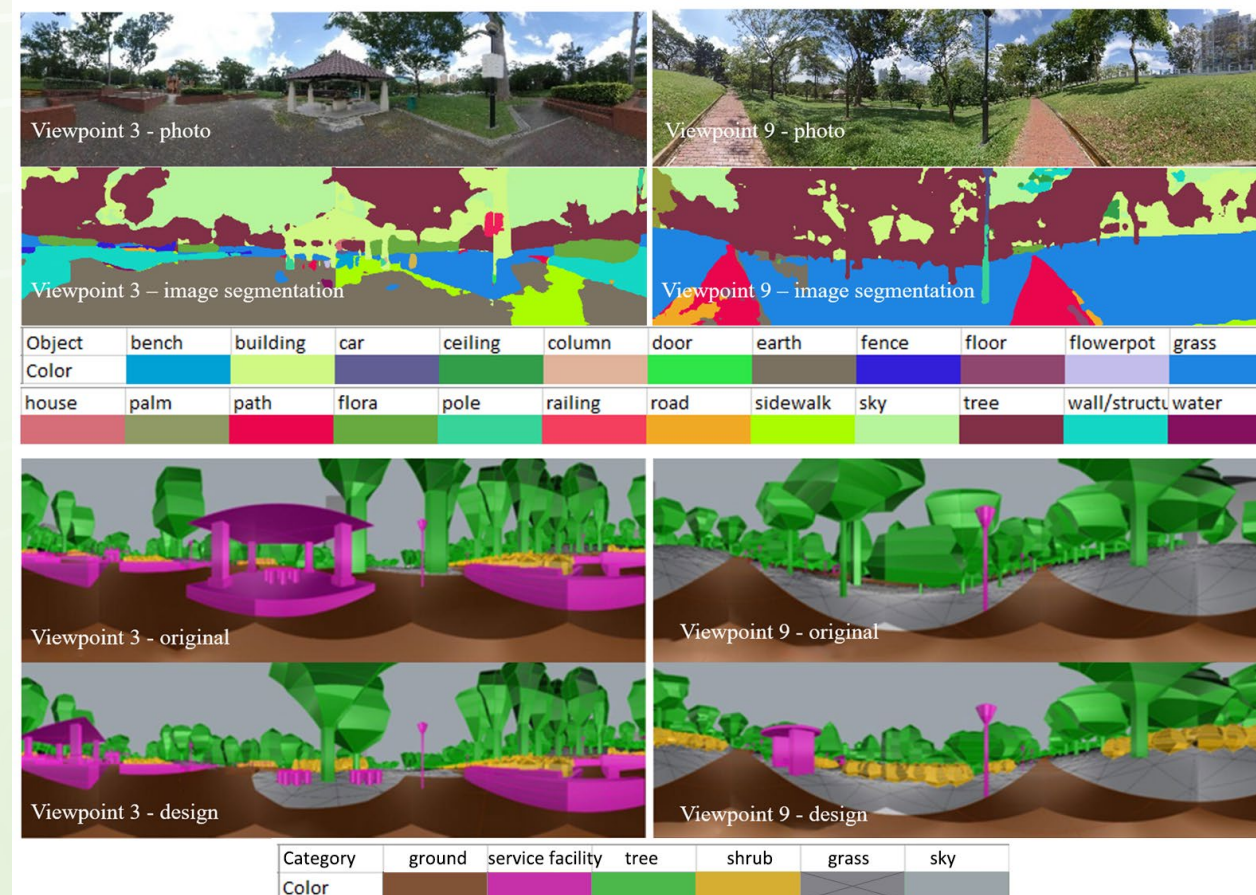 Viewpoint 3 - photo
Viewpoint 9 - photo
Viewpoint 3 – image segmentation
Viewpoint 9 – image segmentation
Object bench building car ceiling column door earth fence floor flowerpot grass
Color
house palm path flora pole railing road sidewalk sky tree wall/structu water
Viewpoint 3 - original
Viewpoint 9 - original
Viewpoint 3 - design
Viewpoint 9 - design
Category ground service facility tree shrub grass sky
Color